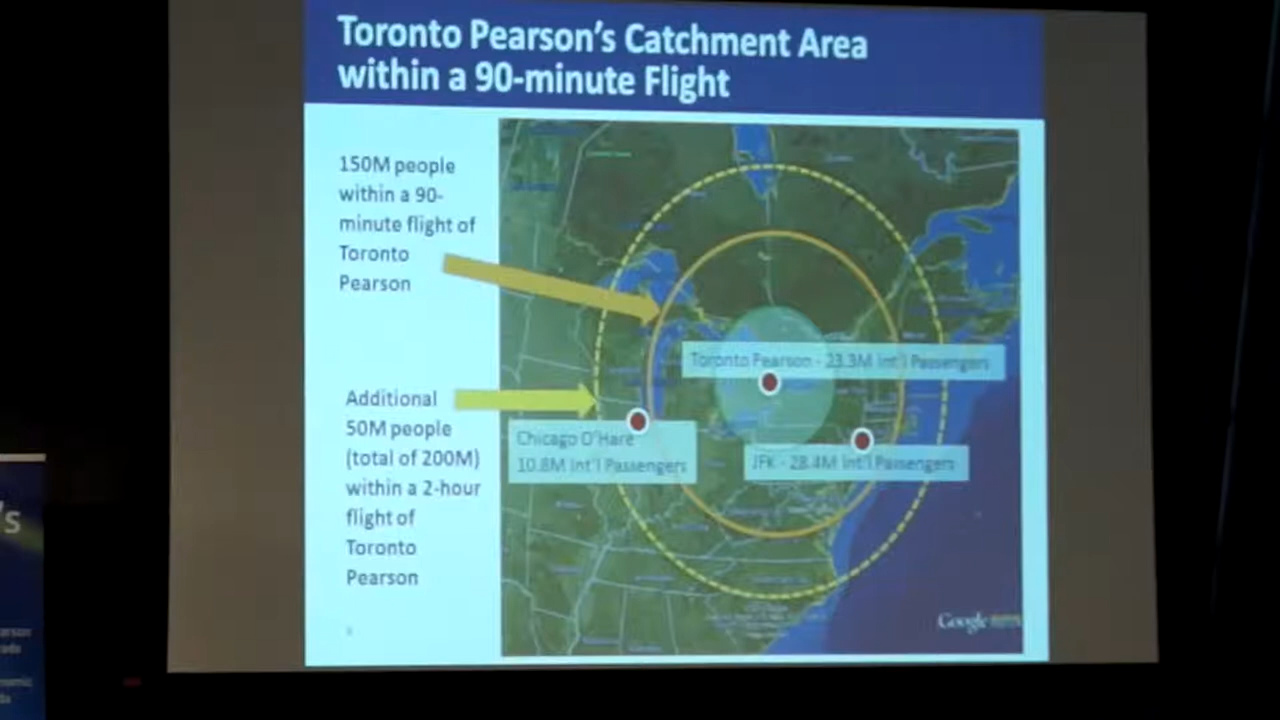 Toronto Pearson's Catchment Area
within a 90-minute Flight
150M people
within a 90-
minute flight of
Toronto
Pearson
Additional
50M people
(total of 200M)
within a 2-hour
flight of
Toronto
Pearson
Toronto Pearson - 23.3M Int'l Passengers
Chicago O'Hare
10.8M Int'l Passengers
JFK - 28.4M Int'l Passengers
Google
's